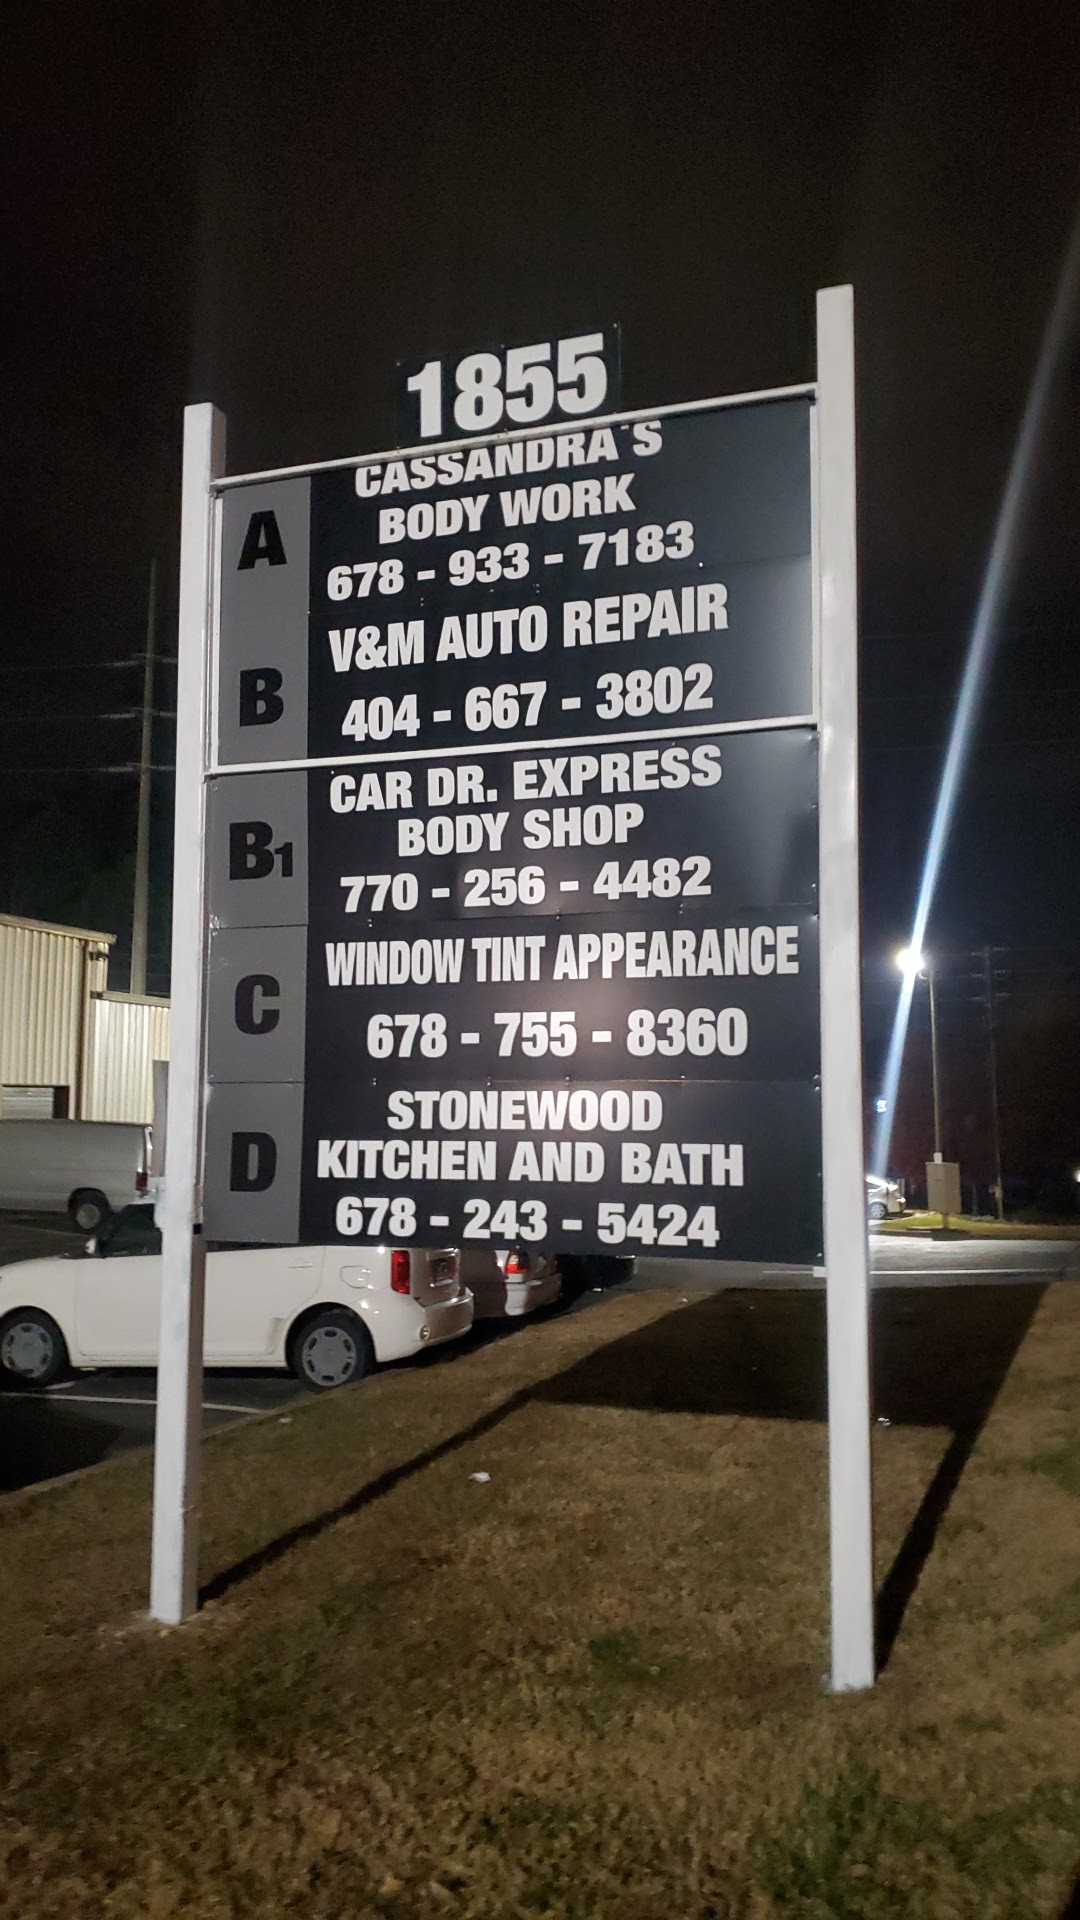 1855
A
CASSANDRA'S
BODY WORK
678 - 933 - 7183
B
V&M AUTO REPAIR
404 - 667 - 3802
B1
CAR DR. EXPRESS
BODY SHOP
770 - 256 - 4482
C
WINDOW TINT APPEARANCE
678 - 755 - 8360
D
STONEWOOD
KITCHEN AND BATH
678 - 243 - 5424